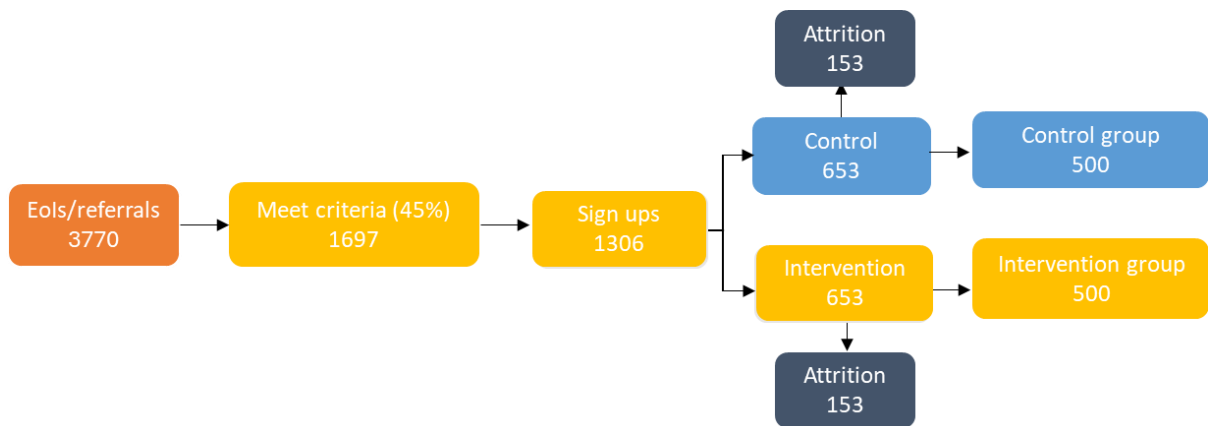 EoIs/referrals
3770
Meet criteria (45%)
1697
Sign ups
1306
Attrition
153
Control
653
Control group
500
Intervention
653
Intervention group
500
Attrition
153